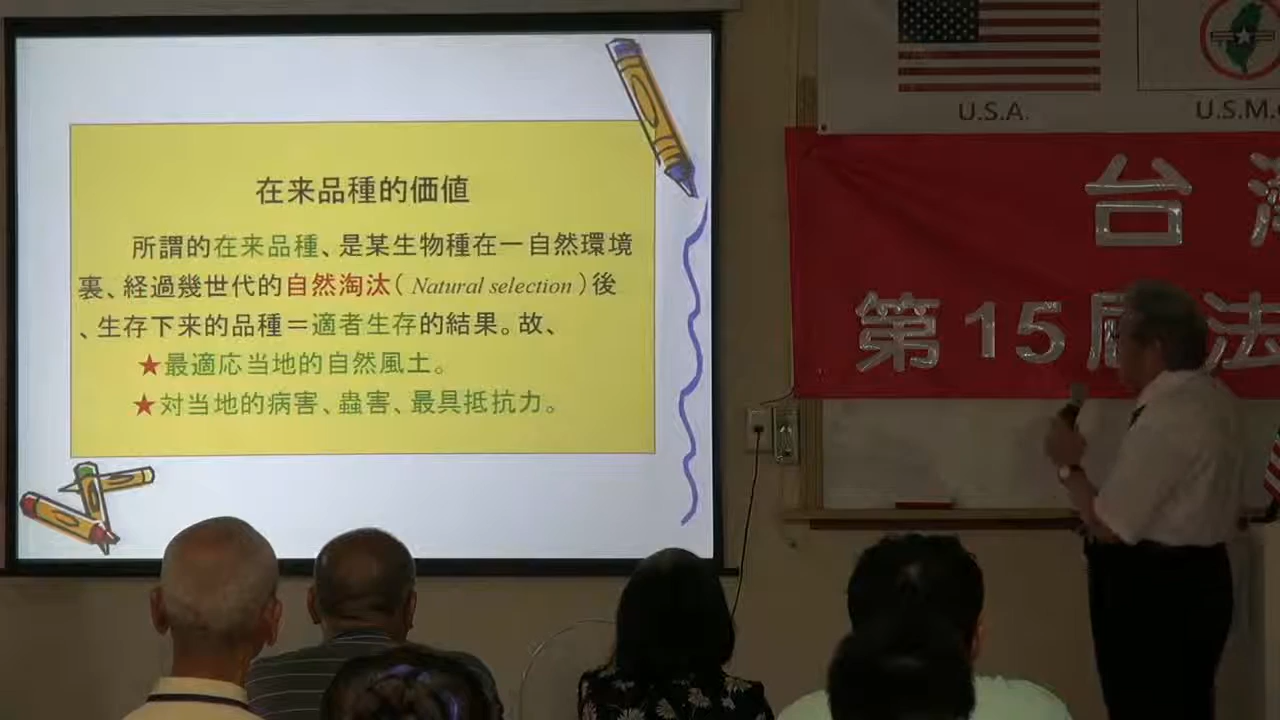 在来品種的価値
所謂的在来品種、是某生物種在一自然環境
裏、経過幾世代的自然淘汰(Natural selection)後
、生存下来的品種＝適者生存的結果。故、
★最適応当地的自然風土。
★対当地的病害、蟲害、最具抵抗力。
U.S.A.
U.S.M.
台
第15屆法